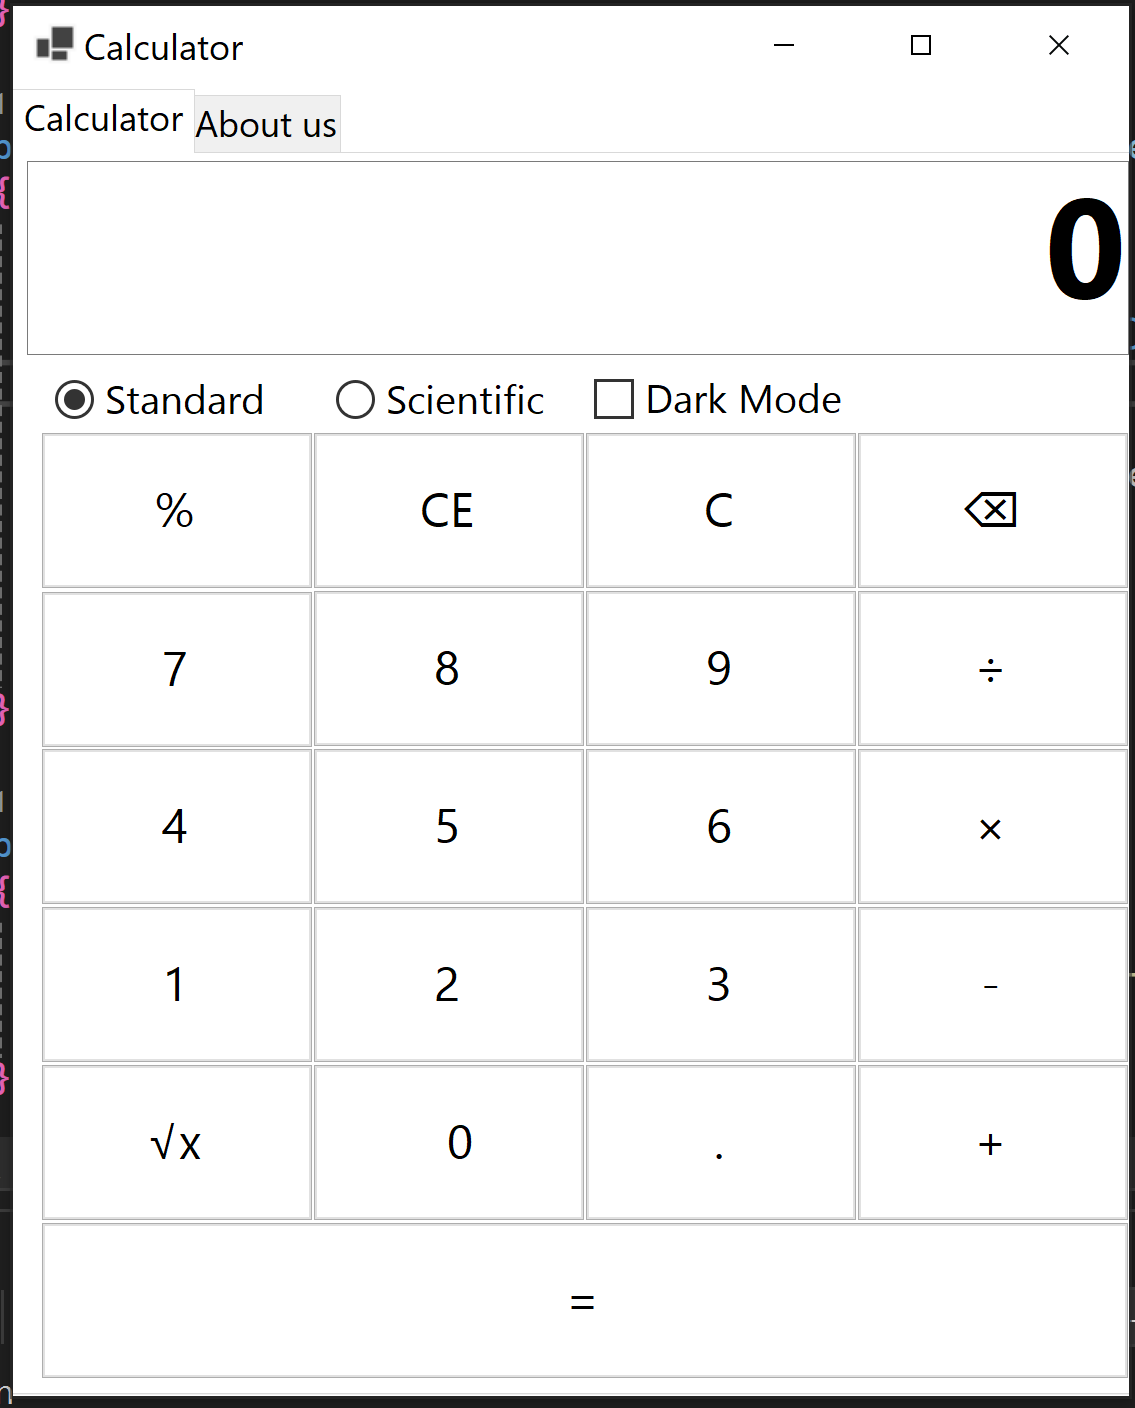 Calculator
Calculator About us
0
Standard Scientific Dark Mode
% CE C ⌫
7 8 9 ÷
4 5 6 ×
1 2 3 -
√x 0 . +
=